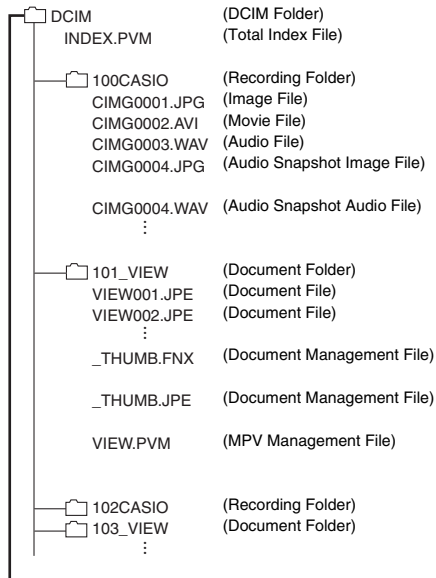 DCIM (DCIM Folder)
INDEX.PVM (Total Index File)
100CASIO (Recording Folder)
CIMG0001.JPG (Image File)
CIMG0002.AVI (Movie File)
CIMG0003.WAV (Audio File)
CIMG0004.JPG (Audio Snapshot Image File)
CIMG0004.WAV (Audio Snapshot Audio File)
⋮
101_VIEW (Document Folder)
VIEW001.JPE (Document File)
VIEW002.JPE (Document File)
⋮
_THUMB.FNX (Document Management File)
_THUMB.JPE (Document Management File)
VIEW.PVM (MPV Management File)
102CASIO (Recording Folder)
103_VIEW (Document Folder)
⋮